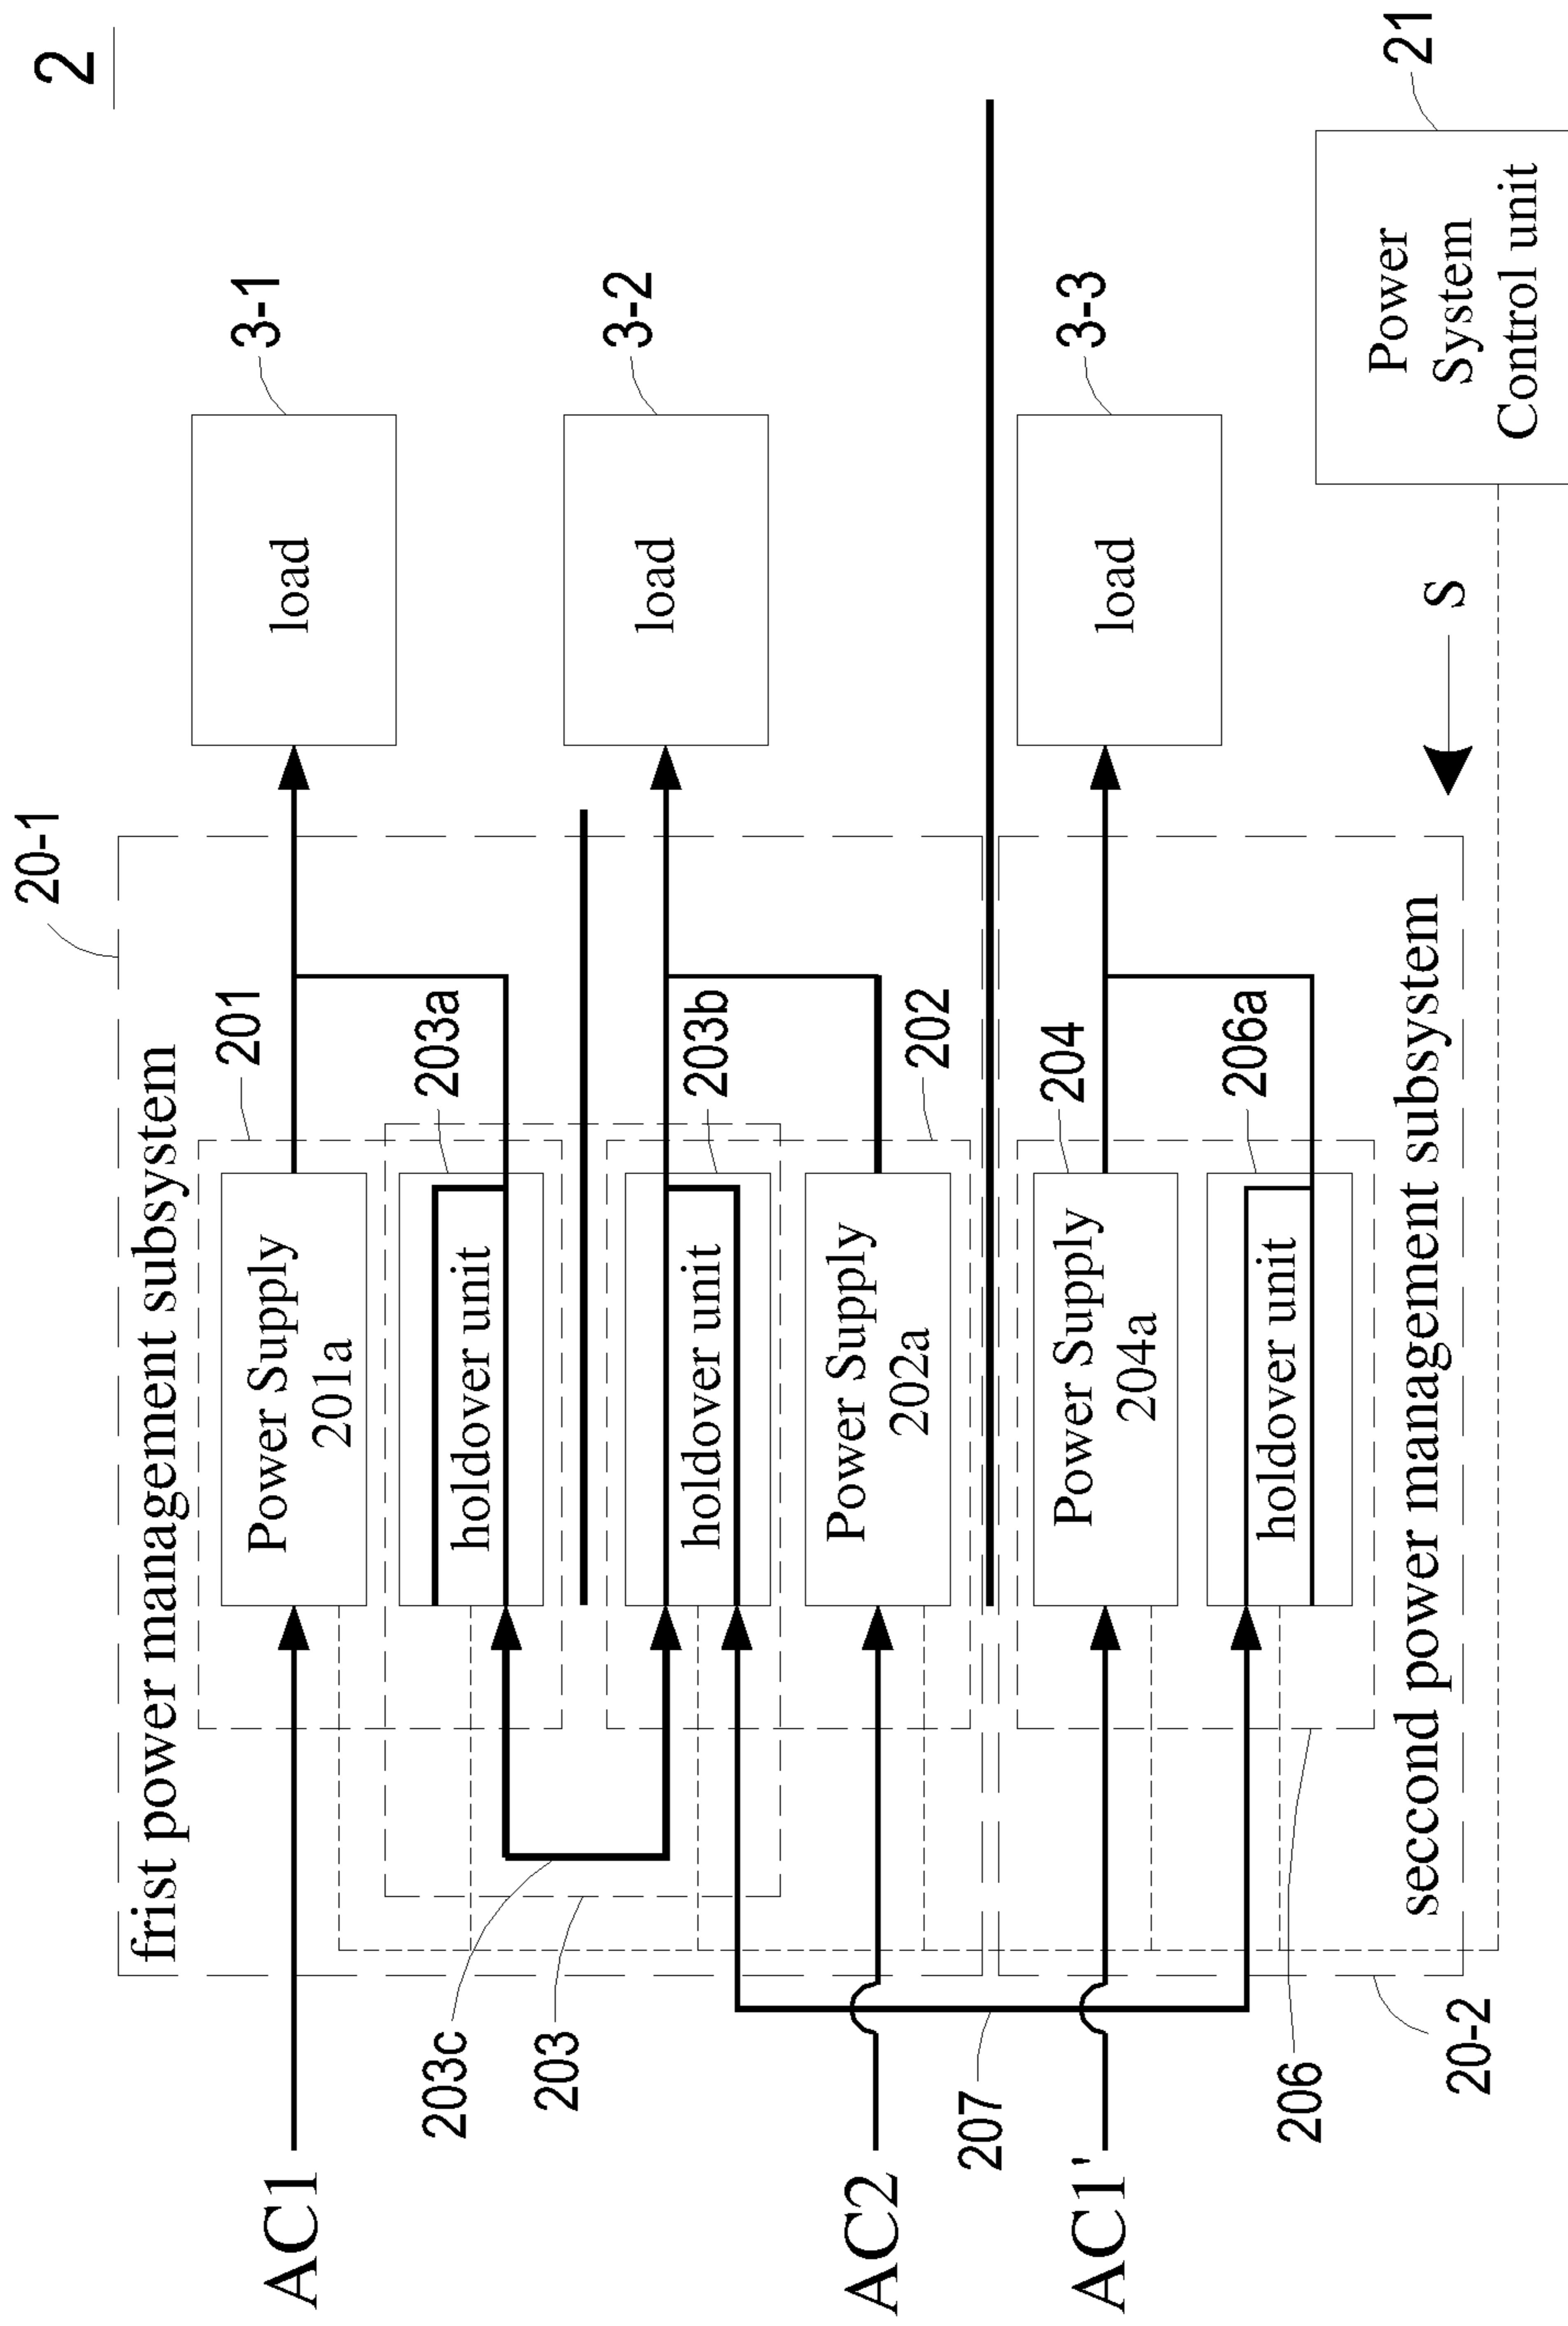 2
20-1
frist power management subsystem
AC1
Power Supply
201a
201
load
3-1
203c
203
holdover unit
203a
holdover unit
203b
load
3-2
AC2
Power Supply
202a
202
207
AC1'
Power Supply
204a
204
load
3-3
206
holdover unit
206a
seccond power management subsystem
20-2
S
Power
System
Control unit
21